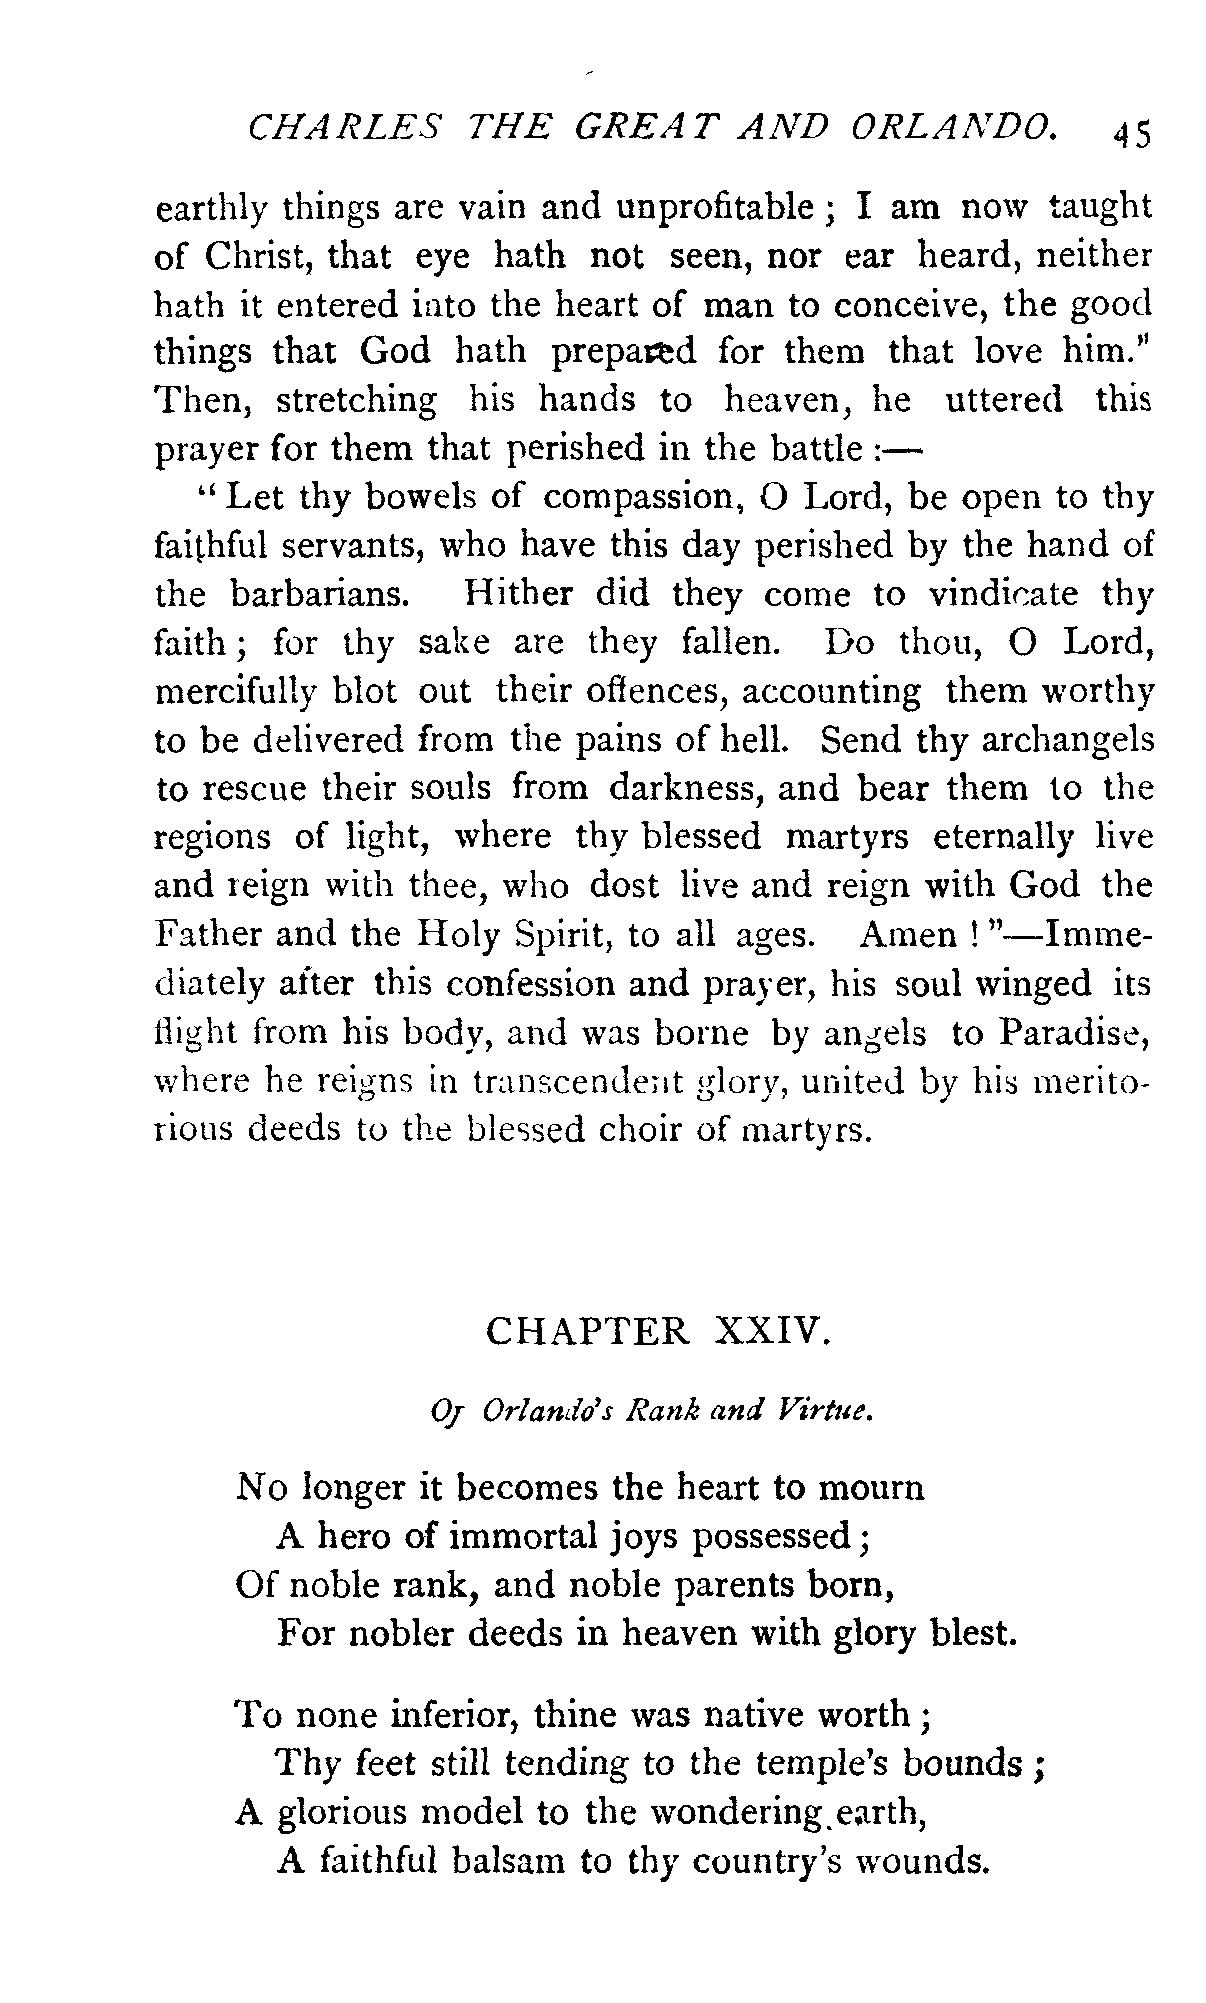 CHARLES THE GREAT AND ORLANDO. 45
earthly things are vain and unprofitable ; I am now taught
of Christ, that eye hath not seen, nor ear heard, neither
hath it entered into the heart of man to conceive, the good
things that God hath prepared for them that love him."
Then, stretching his hands to heaven, he uttered this
prayer for them that perished in the battle :—
“ Let thy bowels of compassion, O Lord, be open to thy
faithful servants, who have this day perished by the hand of
the barbarians. Hither did they come to vindicate thy
faith ; for thy sake are they fallen. Do thou, O Lord,
mercifully blot out their offences, accounting them worthy
to be delivered from the pains of hell. Send thy archangels
to rescue their souls from darkness, and bear them to the
regions of light, where thy blessed martyrs eternally live
and reign with thee, who dost live and reign with God the
Father and the Holy Spirit, to all ages. Amen ! ”—Imme-
diately after this confession and prayer, his soul winged its
flight from his body, and was borne by angels to Paradise,
where he reigns in transcendent glory, united by his merito-
rious deeds to the blessed choir of martyrs.
CHAPTER XXIV.
Of Orlando's Rank and Virtue.
No longer it becomes the heart to mourn
A hero of immortal joys possessed ;
Of noble rank, and noble parents born,
For nobler deeds in heaven with glory blest.
To none inferior, thine was native worth ;
Thy feet still tending to the temple's bounds ;
A glorious model to the wondering earth,
A faithful balsam to thy country's wounds.